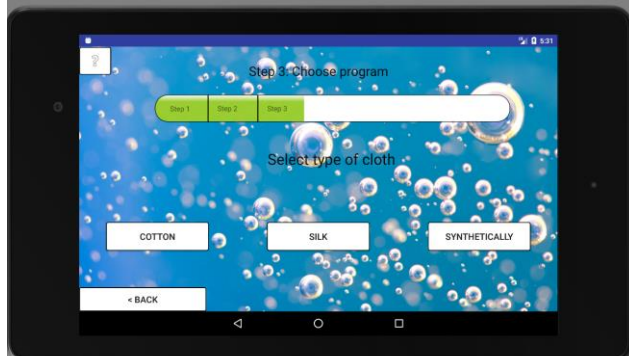 5:31
?
Step 3: Choose program
Step 1 Step 2 Step 3
Select type of cloth
COTTON SILK SYNTHETICALLY
< BACK